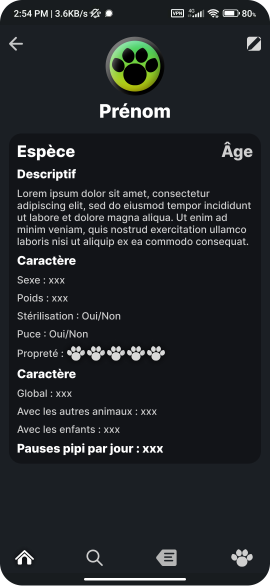 2:54 PM | 3.6KB/s
VPN 4G 80%
Prénom
Espèce Âge
Descriptif
Lorem ipsum dolor sit amet, consectetur
adipiscing elit, sed do eiusmod tempor incididunt
ut labore et dolore magna aliqua. Ut enim ad
minim veniam, quis nostrud exercitation ullamco
laboris nisi ut aliquip ex ea commodo consequat.
Caractère
Sexe : xxx
Poids : xxx
Stérilisation : Oui/Non
Puce : Oui/Non
Propreté :
Caractère
Global : xxx
Avec les autres animaux : xxx
Avec les enfants : xxx
Pauses pipi par jour : xxx